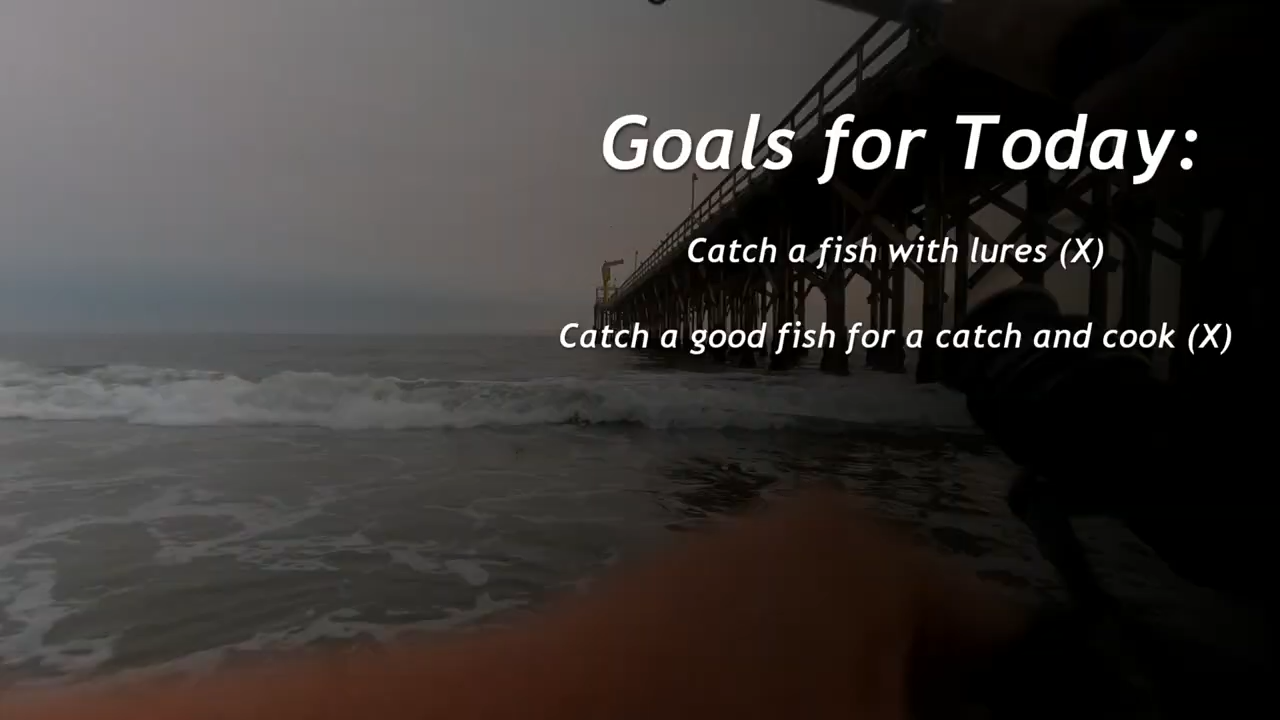 Goals for Today:
Catch a fish with lures (X)
Catch a good fish for a catch and cook (X)